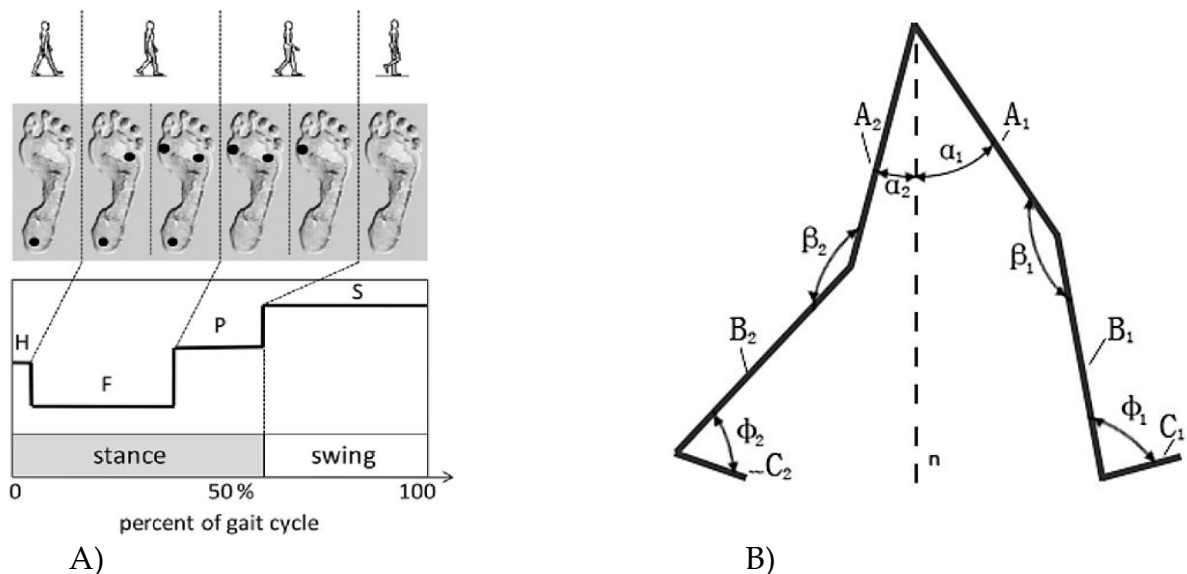 S
P
H
F
stance
swing
0
50 %
100
percent of gait cycle
A)
A₂
A₁
α₂
α₁
β₂
β₁
B₂
B₁
ϕ₂
ϕ₁
C₂
C₁
n
B)